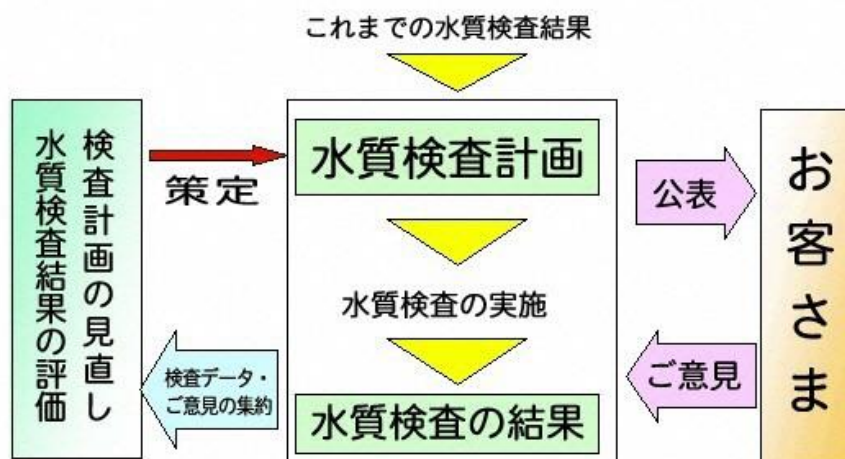 これまでの水質検査結果
検査計画の見直し
水質検査結果の評価
策定
水質検査計画
公表
お客さま
水質検査の実施
ご意見
検査データ・
ご意見の集約
水質検査の結果